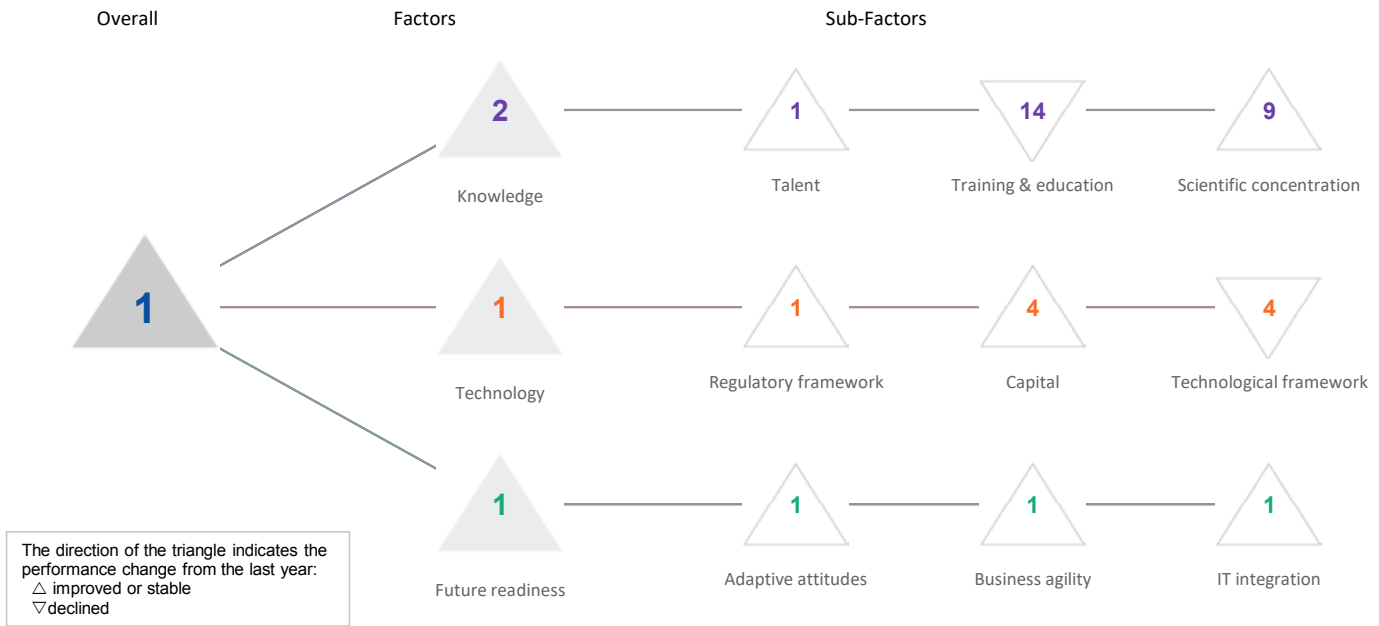 Overall
Factors
Sub-Factors
2
1
14
9
Knowledge
Talent
Training & education
Scientific concentration
1
1
1
4
4
Technology
Regulatory framework
Capital
Technological framework
1
1
1
1
Future readiness
Adaptive attitudes
Business agility
IT integration
The direction of the triangle indicates the
performance change from the last year:
△ improved or stable
▽declined